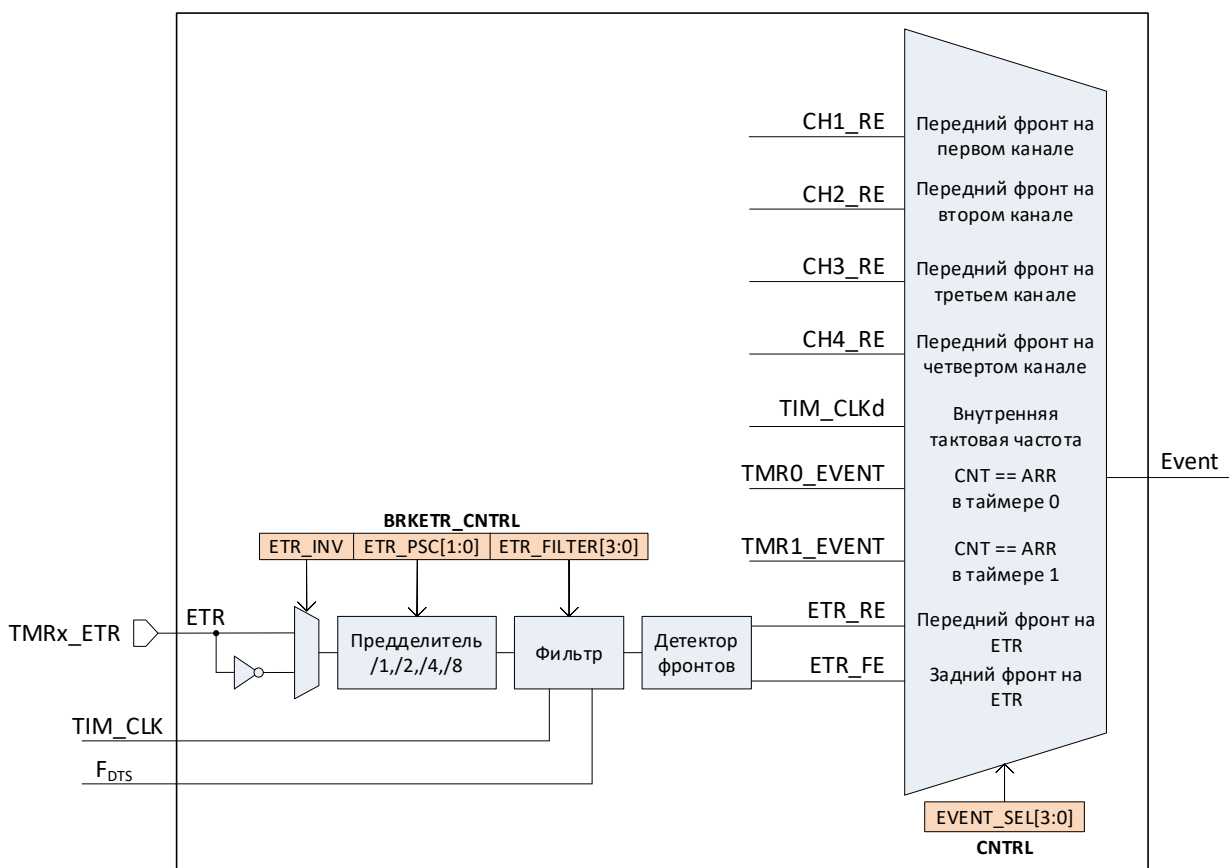 CH1_RE
Передний фронт на
первом канале
CH2_RE
Передний фронт на
втором канале
CH3_RE
Передний фронт на
третьем канале
CH4_RE
Передний фронт на
четвертом канале
TIM_CLKd
Внутренняя
тактовая частота
Event
TMR0_EVENT
CNT == ARR
в таймере 0
BRKETR_CNTRL
ETR_INV
ETR_PSC[1:0]
ETR_FILTER[3:0]
TMR1_EVENT
CNT == ARR
в таймере 1
TMRx_ETR
ETR
Предделитель
/1,/2,/4,/8
Фильтр
Детектор
фронтов
ETR_RE
Передний фронт на
ETR
ETR_FE
Задний фронт на
ETR
TIM_CLK
FDTS
EVENT_SEL[3:0]
CNTRL